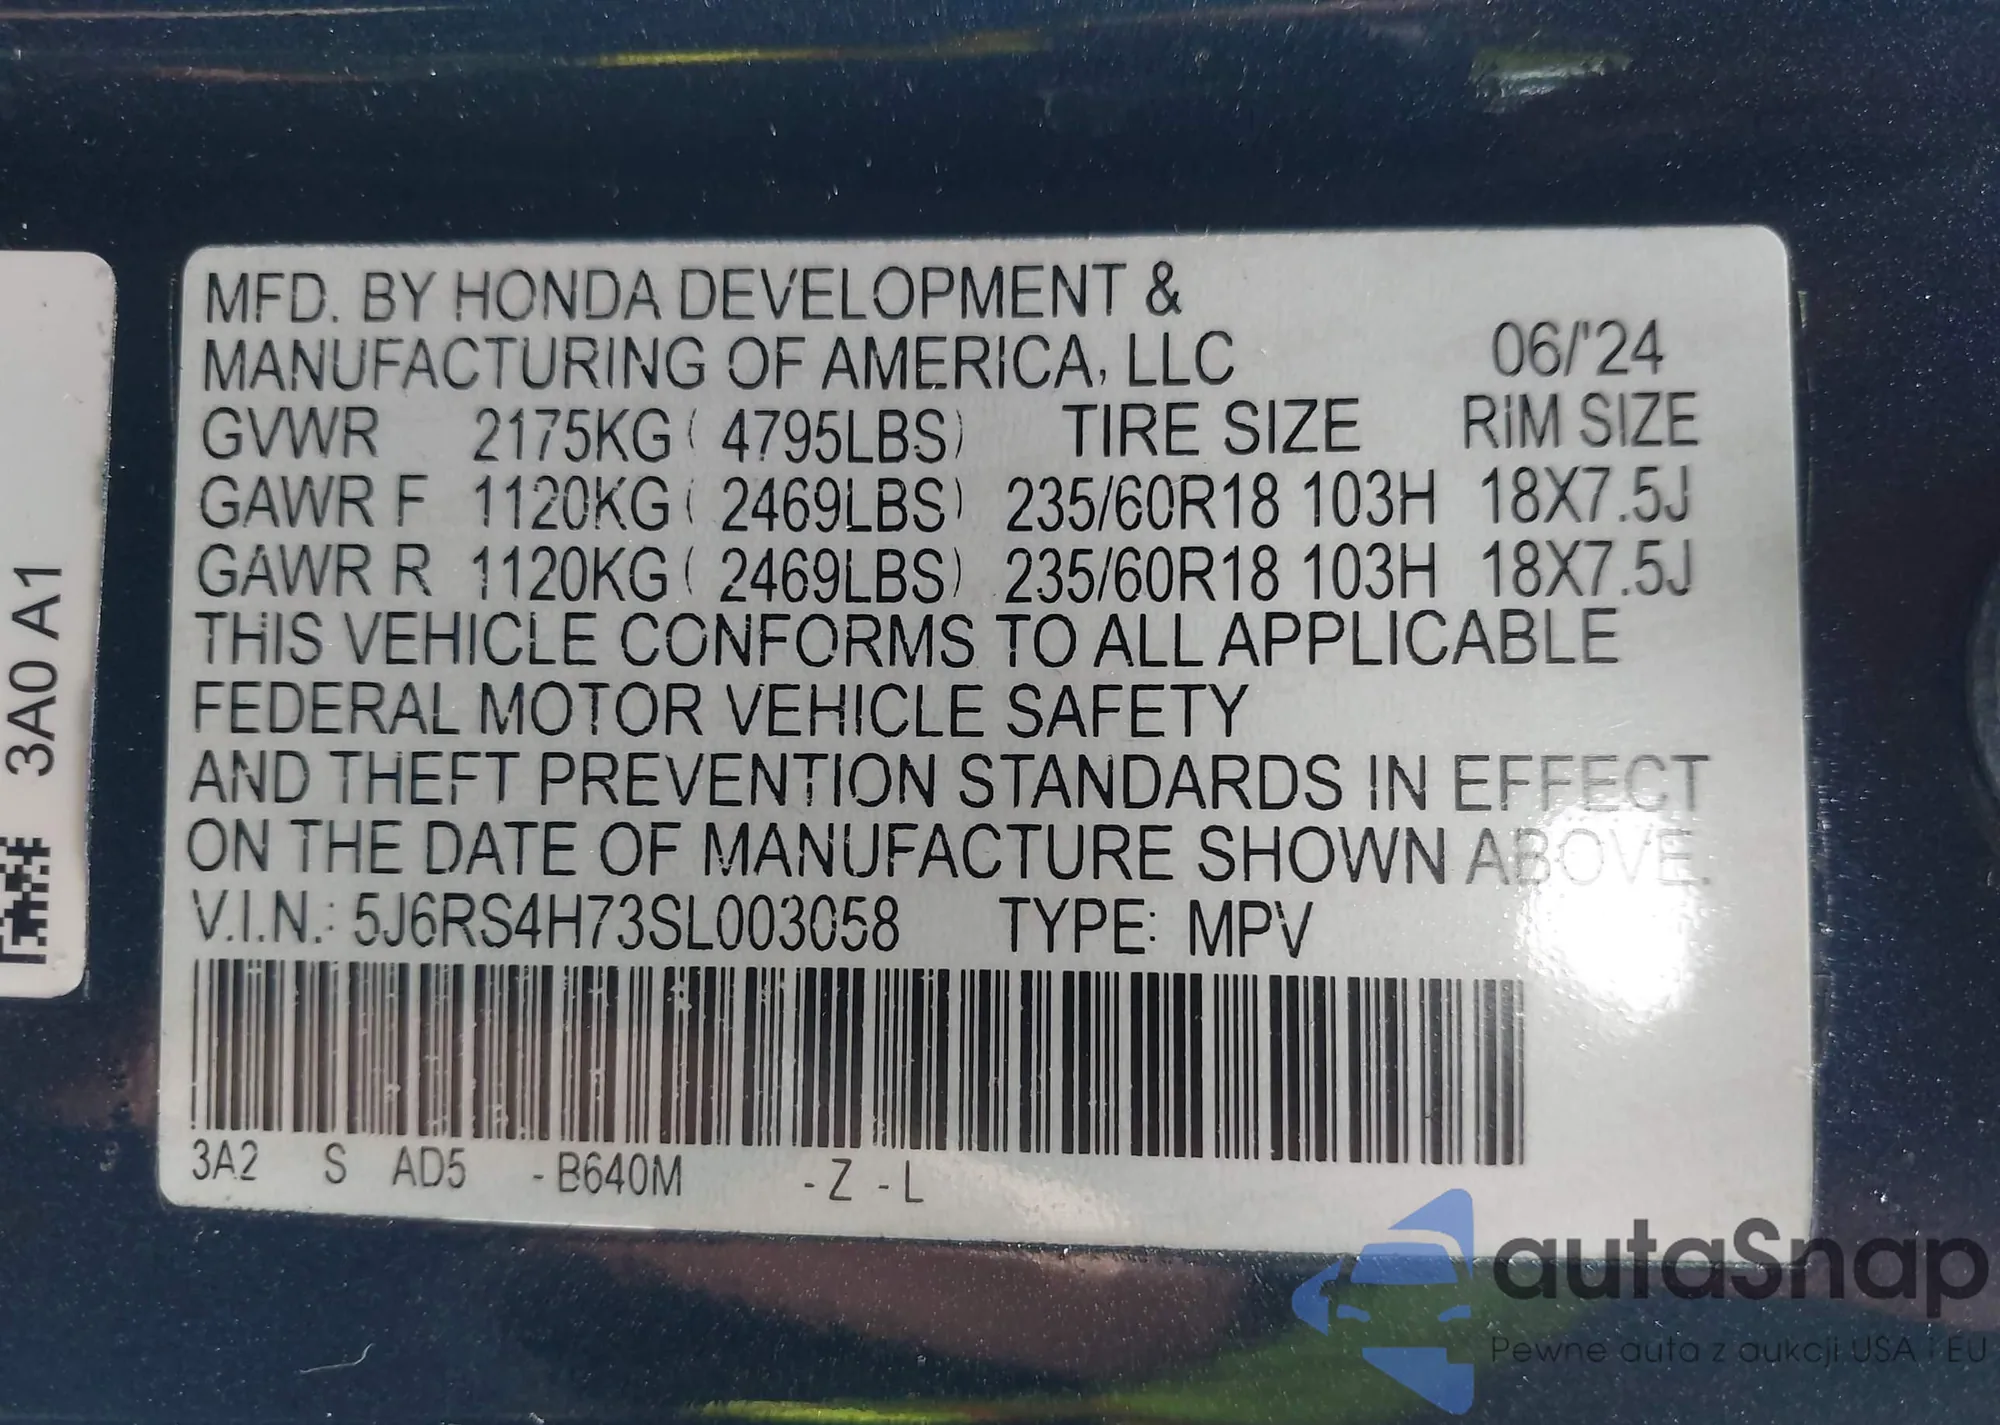 MFD. BY HONDA DEVELOPMENT &
MANUFACTURING OF AMERICA, LLC 06/'24
GVWR 2175KG ( 4795LBS) TIRE SIZE RIM SIZE
GAWR F 1120KG ( 2469LBS) 235/60R18 103H 18X7.5J
GAWR R 1120KG ( 2469LBS) 235/60R18 103H 18X7.5J
THIS VEHICLE CONFORMS TO ALL APPLICABLE
FEDERAL MOTOR VEHICLE SAFETY
AND THEFT PREVENTION STANDARDS IN EFFECT
ON THE DATE OF MANUFACTURE SHOWN ABOVE.
V.I.N.: 5J6RS4H73SL003058 TYPE: MPV
3A2 S AD5 -B640M -Z -L
3A0 A1
autaSnap
Pewne auta z aukcji USA i EU